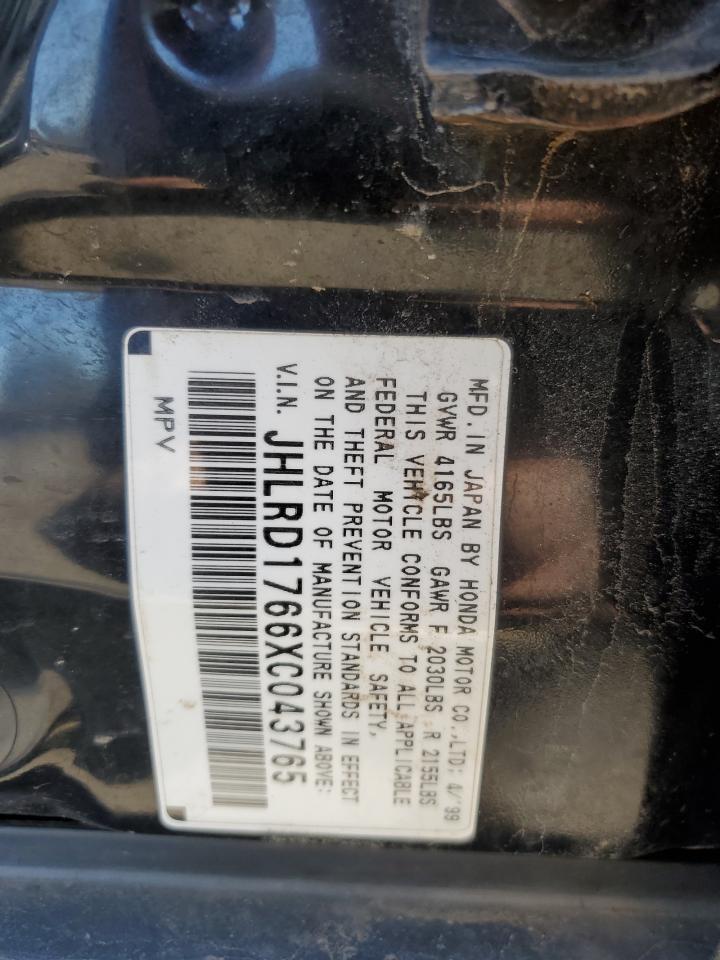 MFD. IN JAPAN BY HONDA MOTOR CO.,LTD: 4/'99
GVWR 4165LBS GAWR F 2030LBS R 2155LBS
THIS VEHICLE CONFORMS TO ALL APPLICABLE
FEDERAL MOTOR VEHICLE SAFETY,
AND THEFT PREVENTION STANDARDS IN EFFECT
ON THE DATE OF MANUFACTURE SHOWN ABOVE:
V.I.N. JHLRD1766XC043765
MPV